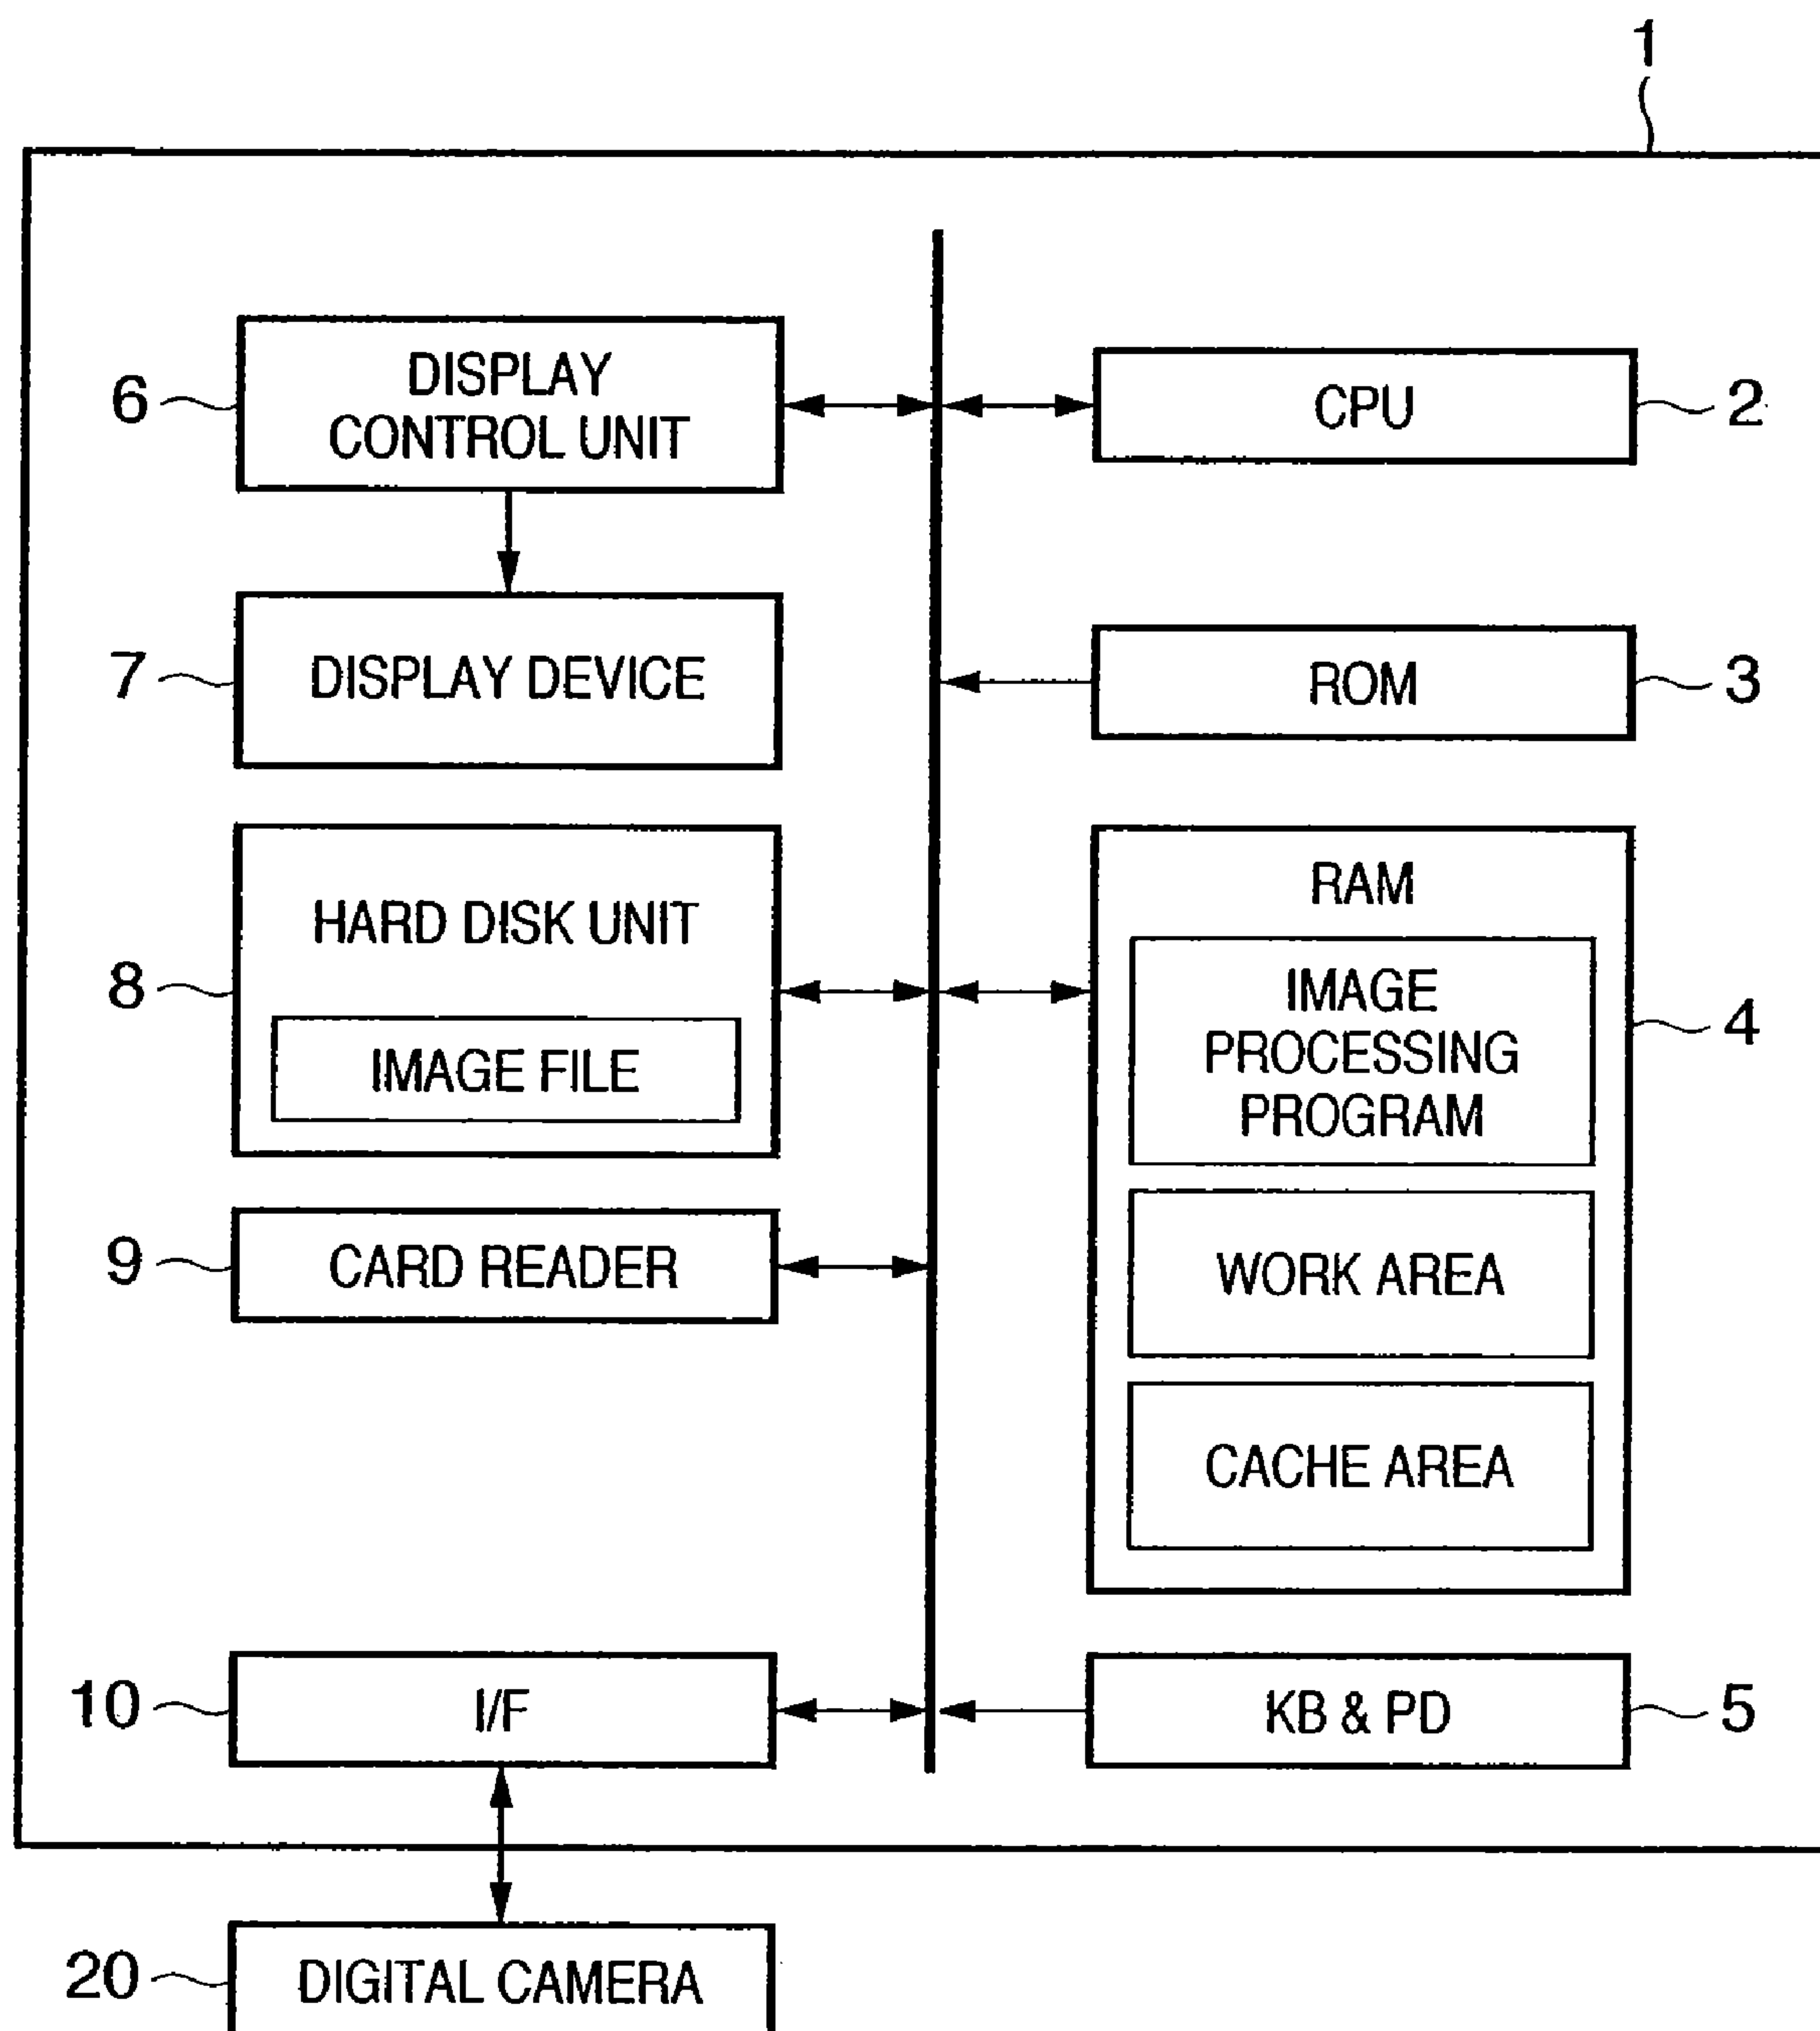 1
6
DISPLAY
CONTROL UNIT
CPU
2
7
DISPLAY DEVICE
ROM
3
8
HARD DISK UNIT
IMAGE FILE
RAM
IMAGE
PROCESSING
PROGRAM
4
WORK AREA
CACHE AREA
9
CARD READER
10
I/F
KB & PD
5
20
DIGITAL CAMERA